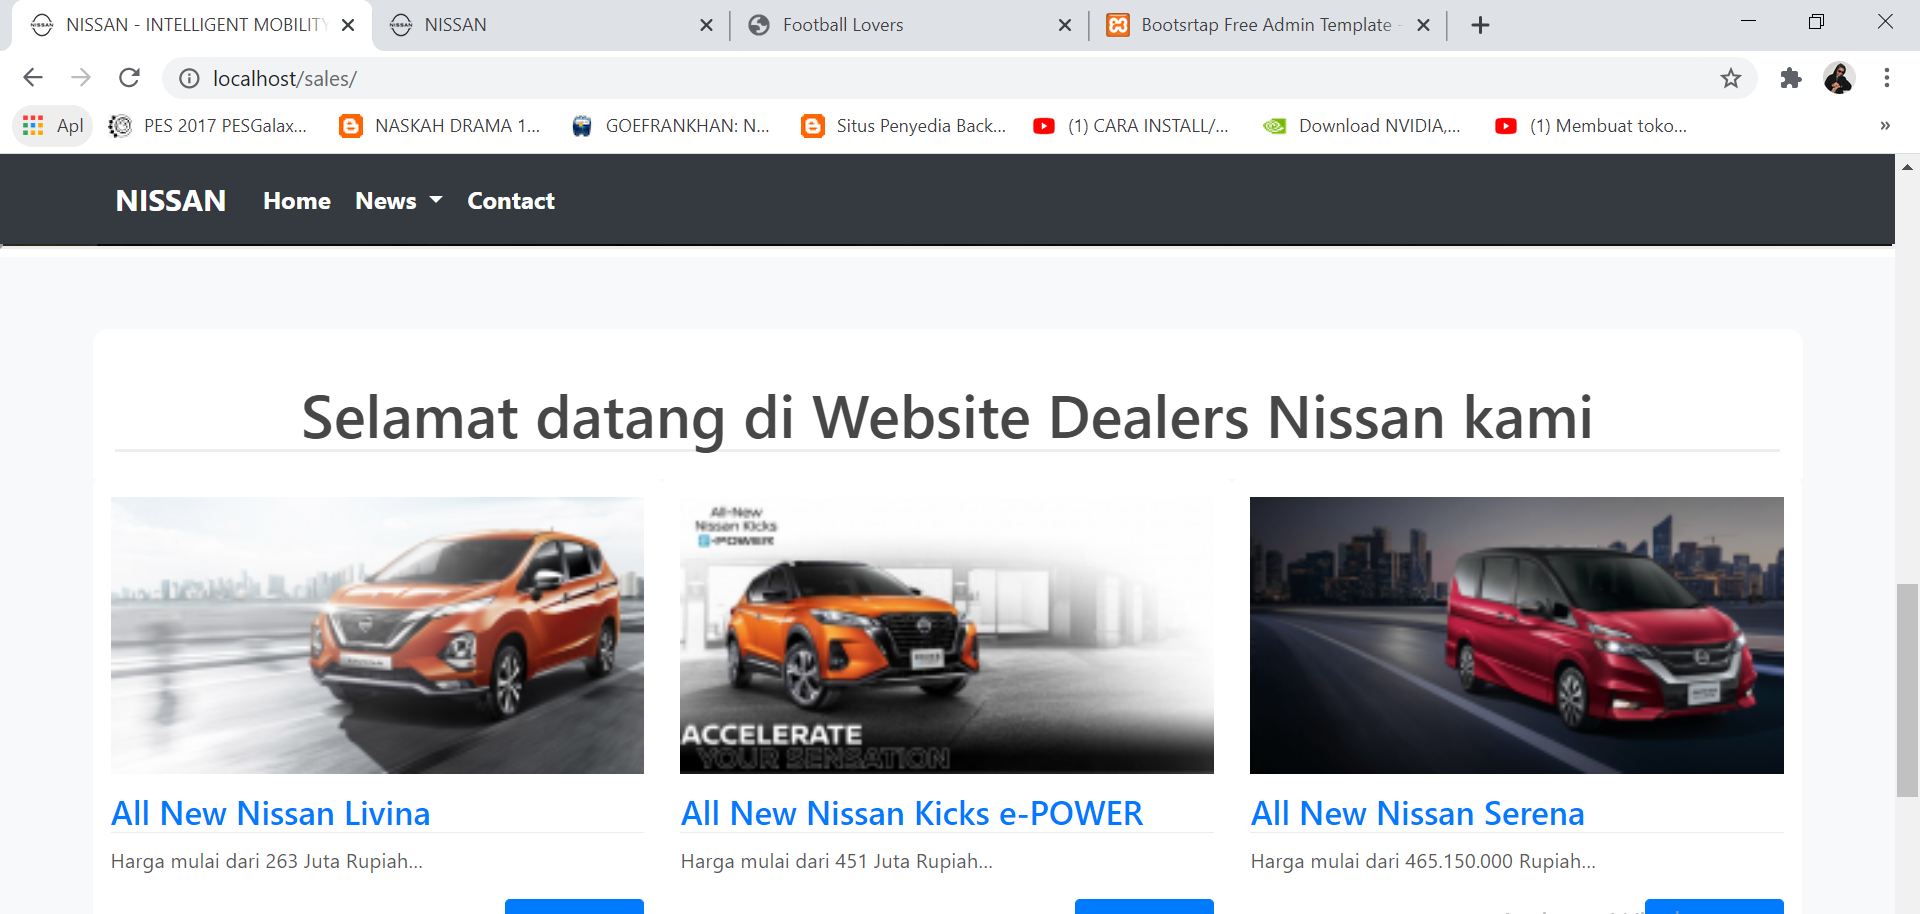 NISSAN - INTELLIGENT MOBILITY
NISSAN
Football Lovers
Bootsrtap Free Admin Template -
localhost/sales/
Apl
PES 2017 PESGalax...
NASKAH DRAMA 1...
GOEFRANKHAN: N...
Situs Penyedia Back...
(1) CARA INSTALL/...
Download NVIDIA,...
(1) Membuat toko...
»
NISSAN Home News Contact
Selamat datang di Website Dealers Nissan kami
All-New
Nissan Kicks
e-POWER
ACCELERATE
YOUR SENSATION
All New Nissan Livina
All New Nissan Kicks e-POWER
All New Nissan Serena
Harga mulai dari 263 Juta Rupiah...
Harga mulai dari 451 Juta Rupiah...
Harga mulai dari 465.150.000 Rupiah...